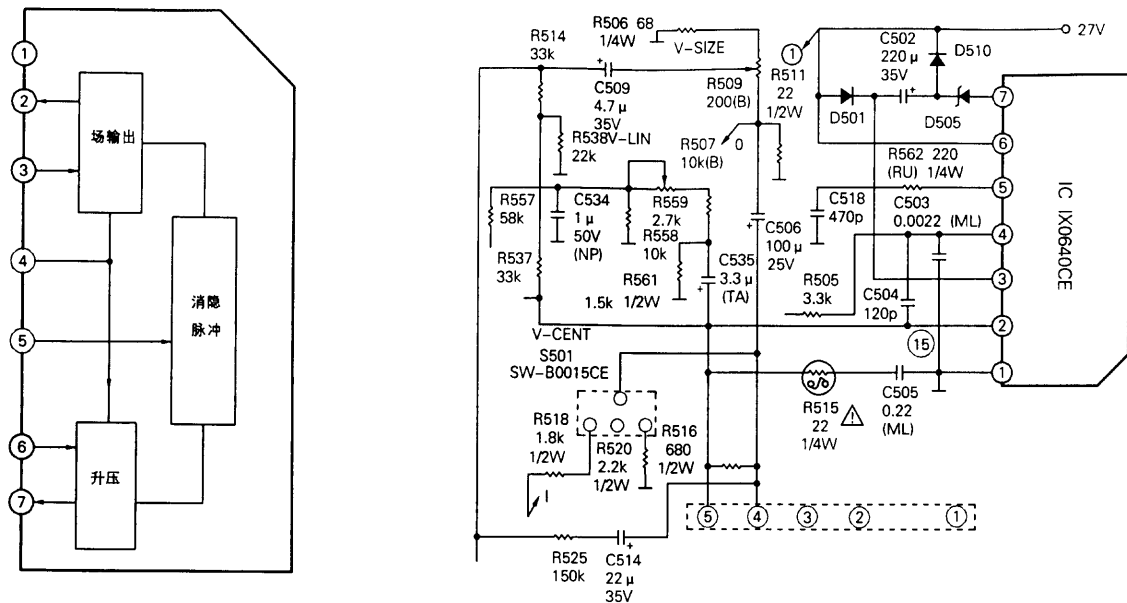 ①
②
③
④
⑤
⑥
⑦
场输出
消隐
脉冲
升压
R514
33k
R506 68
1/4W
V-SIZE
C509
4.7μ
35V
+
R509
200(B)
①
R511
22
1/2W
C502
220μ
35V
+
D510
27V
D501
D505
⑦
R538
22k
V-LIN
R507
10k(B)
0
R562 220
(RU) 1/4W
⑥
⑤
IC IX0640CE
R557
58k
C534
1μ
50V
(NP)
R559
2.7k
R558
10k
C506
100μ
25V
+
C518
470p
C503
0.0022 (ML)
④
R537
33k
R561
1.5k 1/2W
C535
3.3μ
(TA)
+
R505
3.3k
C504
120p
③
②
⑮
V-CENT
S501
SW-B0015CE
R515
22
1/4W
C505
0.22
(ML)
①
R518
1.8k
1/2W
R520
2.2k
1/2W
R516
680
1/2W
I
⑤ ④ ③ ② ①
R525
150k
C514
22μ
35V
+